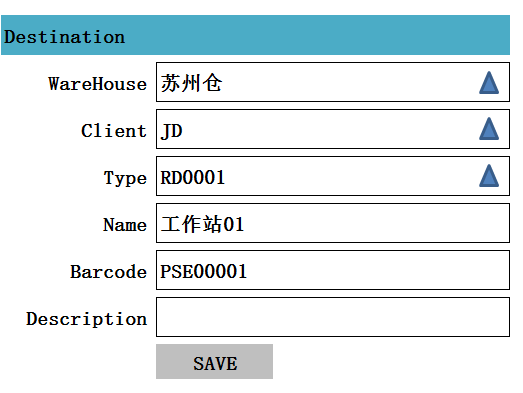 Destination
WareHouse 苏州仓
Client JD
Type RD0001
Name 工作站01
Barcode PSE00001
Description
SAVE